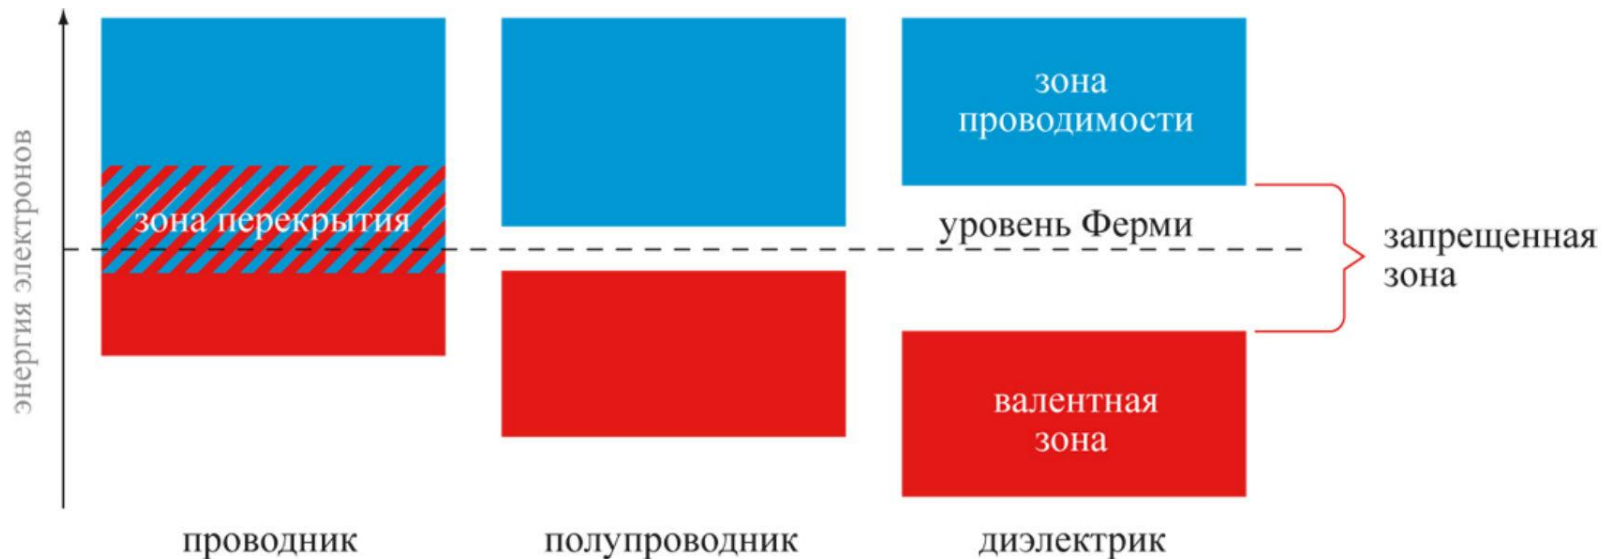 энергия электронов
зона
проводимости
зона перекрытия
уровень Ферми
запрещенная
зона
валентная
зона
проводник
полупроводник
диэлектрик